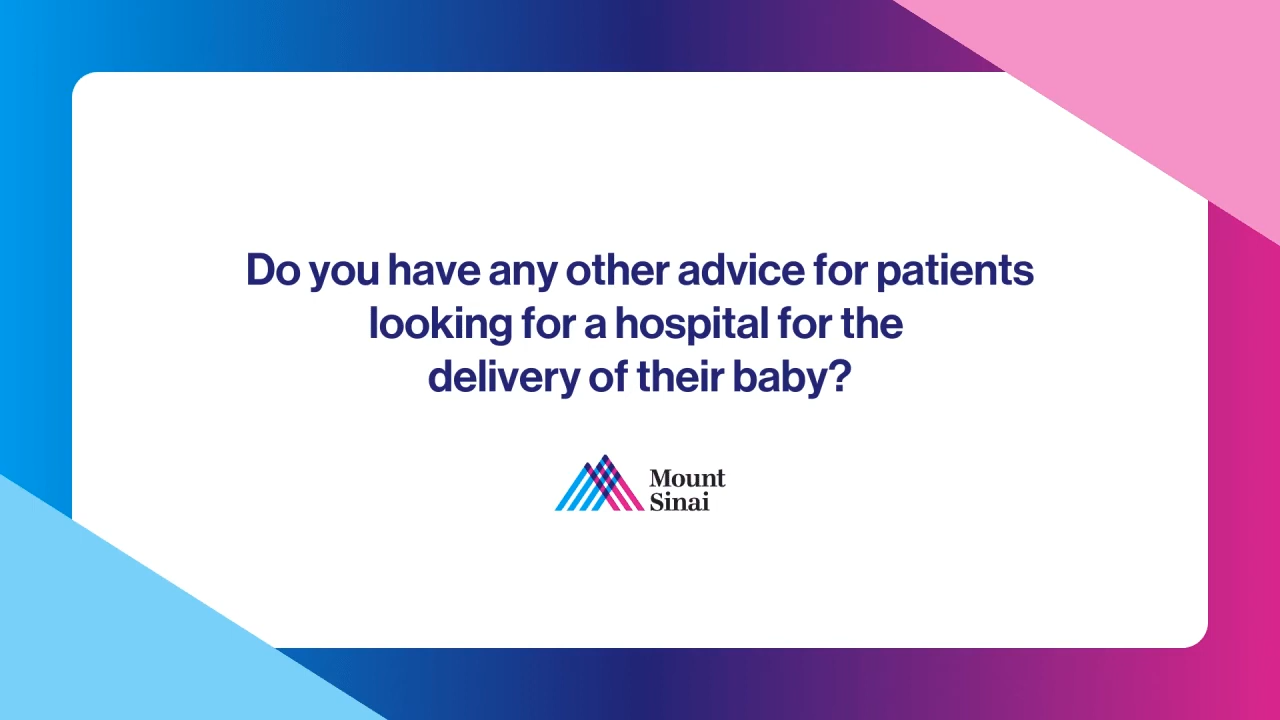 Do you have any other advice for patients
looking for a hospital for the
delivery of their baby?
Mount
Sinai